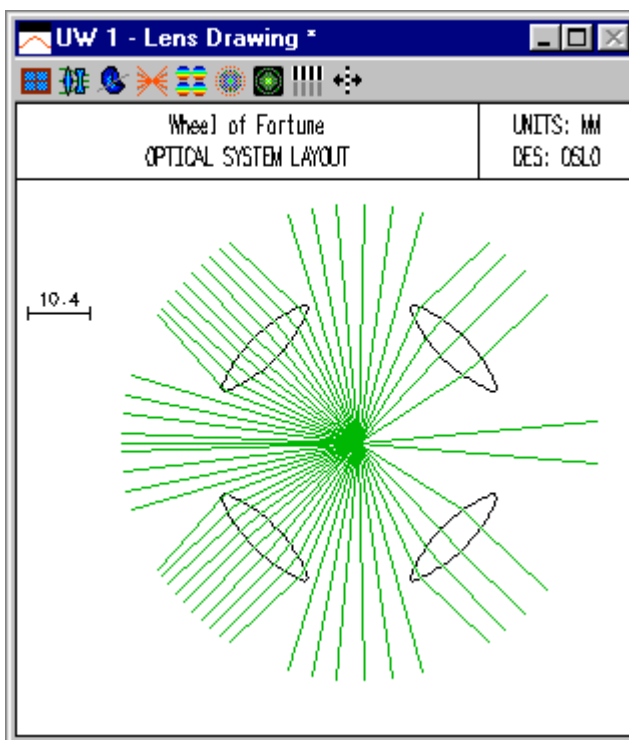 UW 1 - Lens Drawing *
Wheel of Fortune
OPTICAL SYSTEM LAYOUT
UNITS: MM
DES: OSLO
10.4